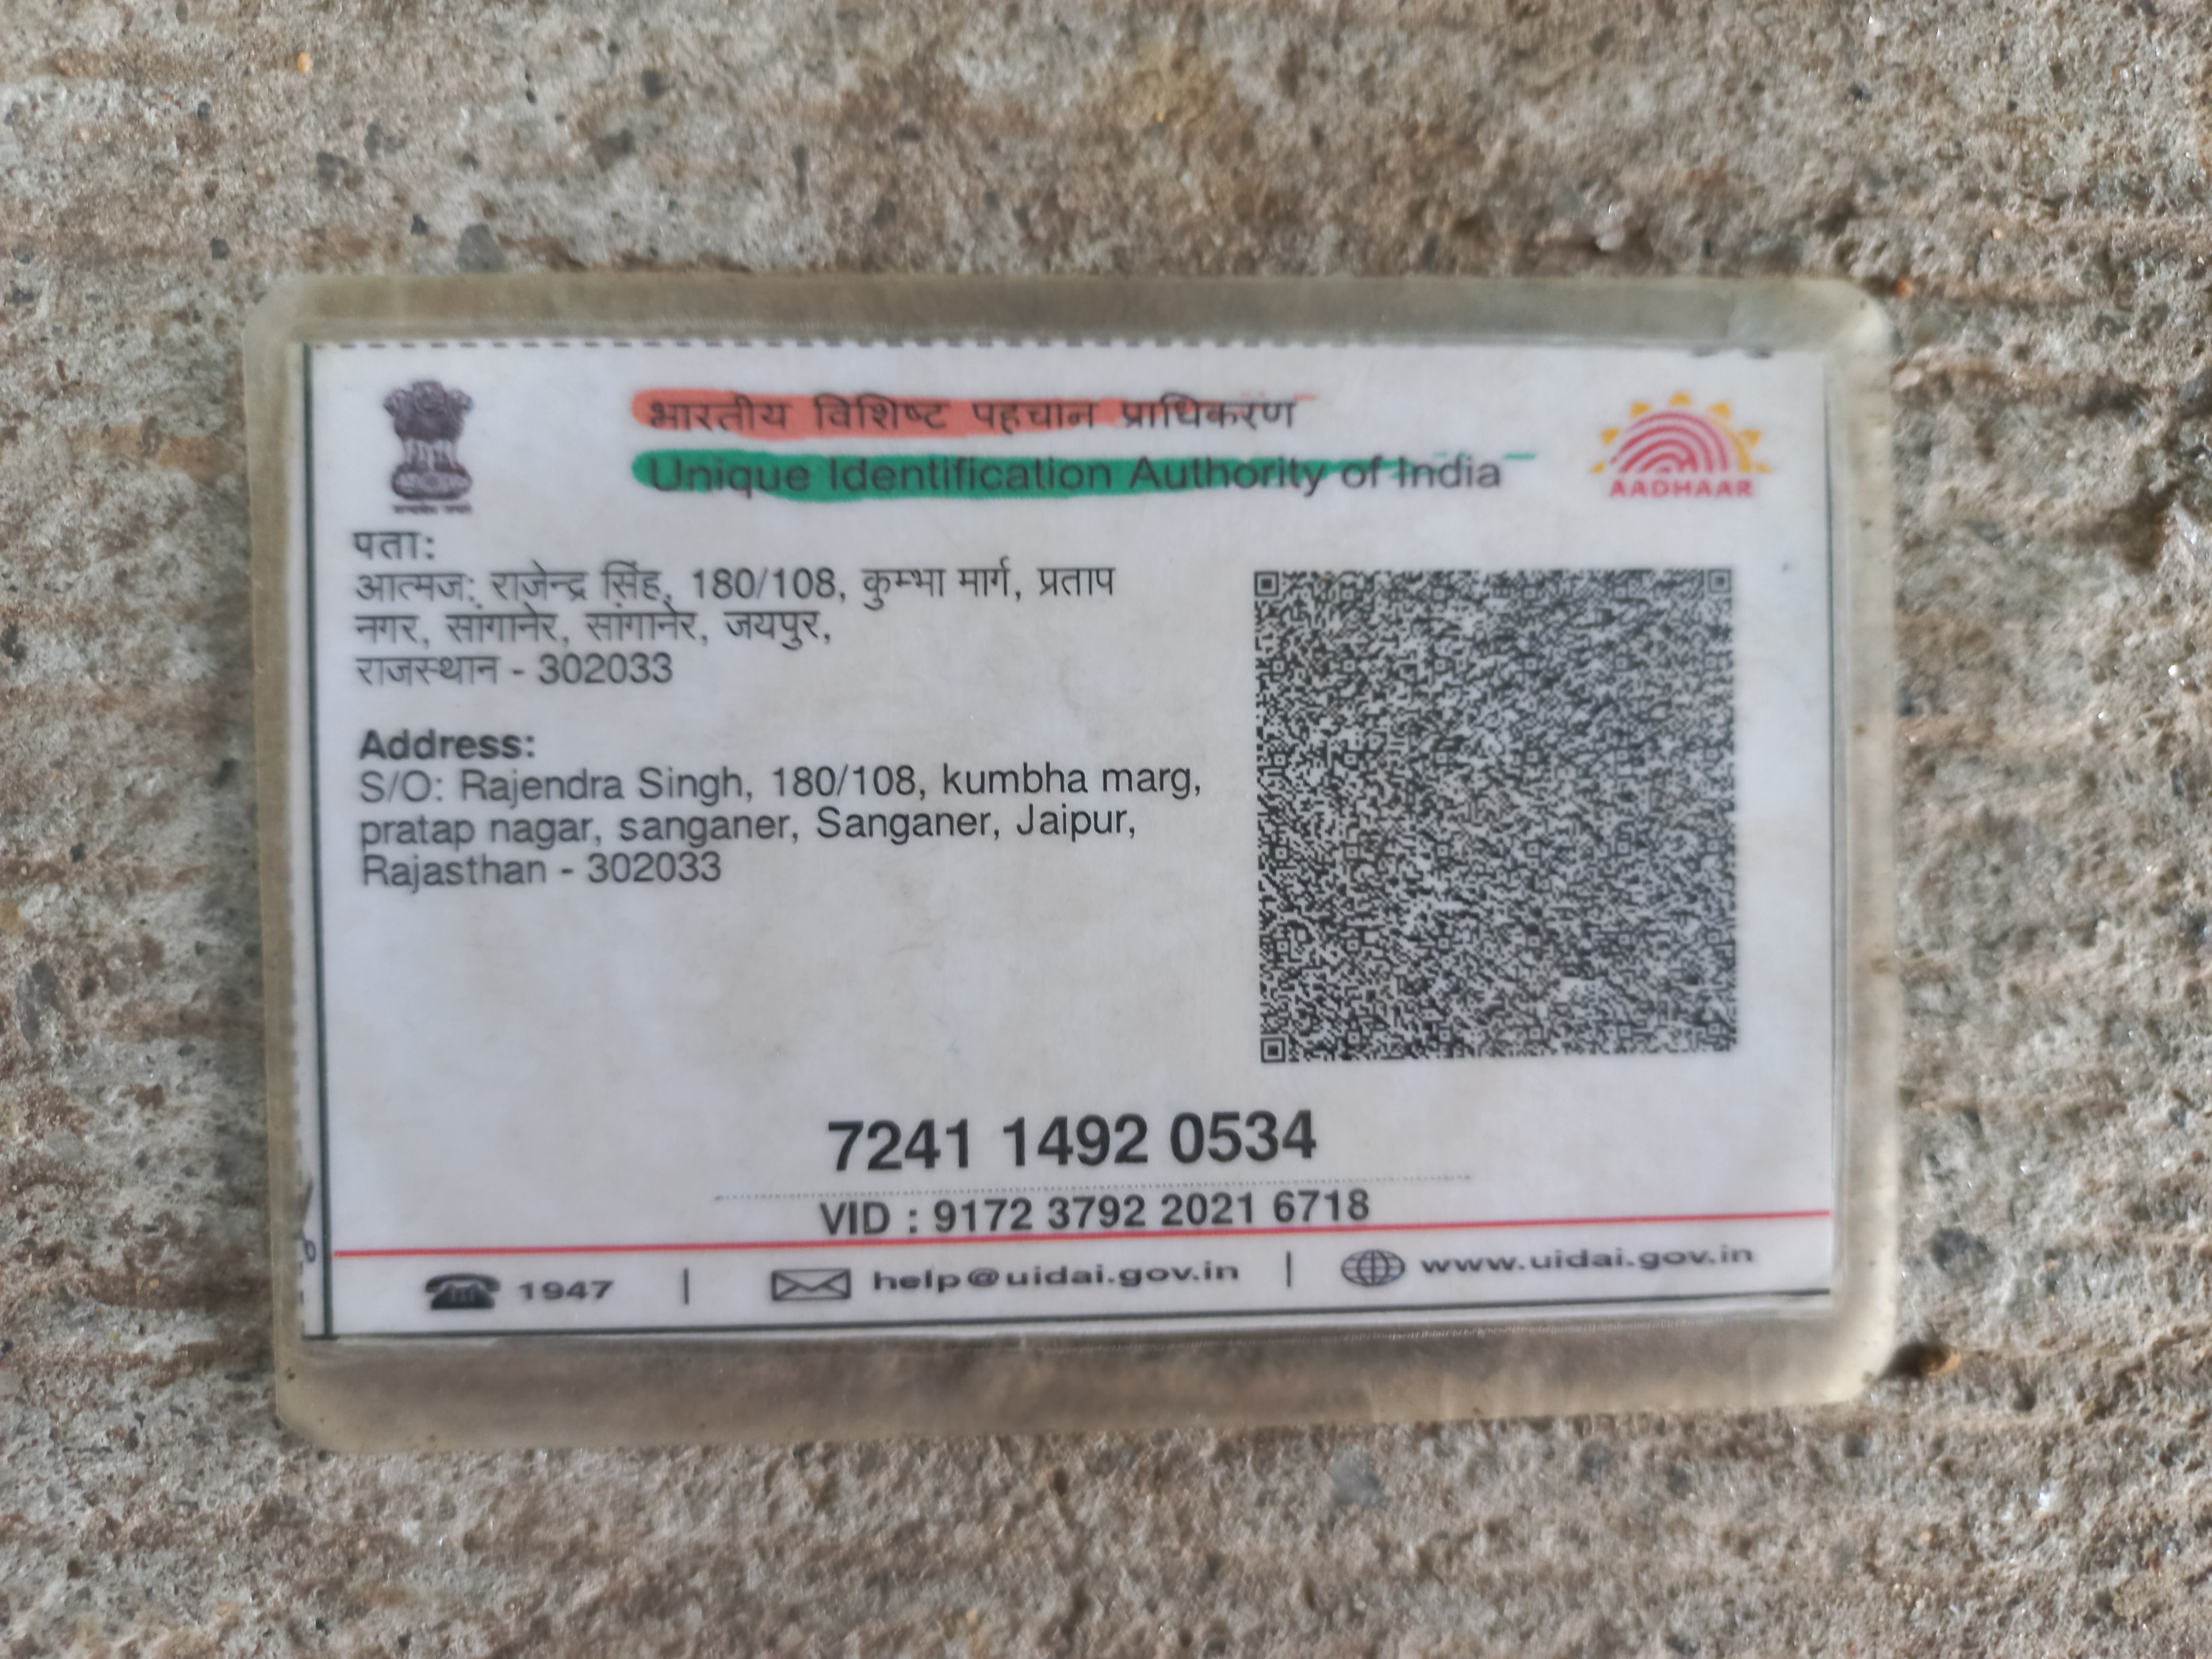 भारतीय विशिष्ट पहचान प्राधिकरण
Unique Identification Authority of India
AADHAAR
पता:
आत्मज: राजेन्द्र सिंह, 180/108, कुम्भा मार्ग, प्रताप
नगर, सांगानेर, सांगानेर, जयपुर,
राजस्थान - 302033
Address:
S/O: Rajendra Singh, 180/108, kumbha marg,
pratap nagar, sanganer, Sanganer, Jaipur,
Rajasthan - 302033
7241 1492 0534
VID : 9172 3792 2021 6718
1947 | help@uidai.gov.in | www.uidai.gov.in